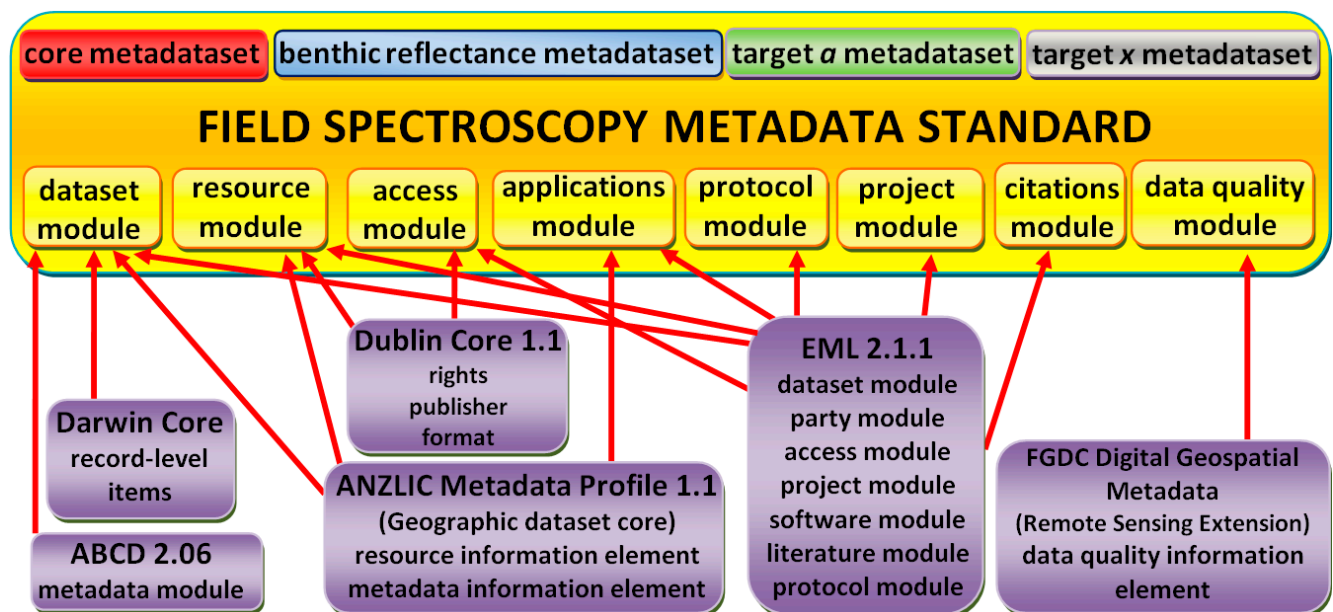 core metadataset
benthic reflectance metadataset
target a metadataset
target x metadataset
FIELD SPECTROSCOPY METADATA STANDARD
dataset
module
resource
module
access
module
applications
module
protocol
module
project
module
citations
module
data quality
module
Dublin Core 1.1
rights
publisher
format
EML 2.1.1
dataset module
party module
access module
project module
software module
literature module
protocol module
Darwin Core
record-level
items
ANZLIC Metadata Profile 1.1
(Geographic dataset core)
resource information element
metadata information element
FGDC Digital Geospatial
Metadata
(Remote Sensing Extension)
data quality information
element
ABCD 2.06
metadata module